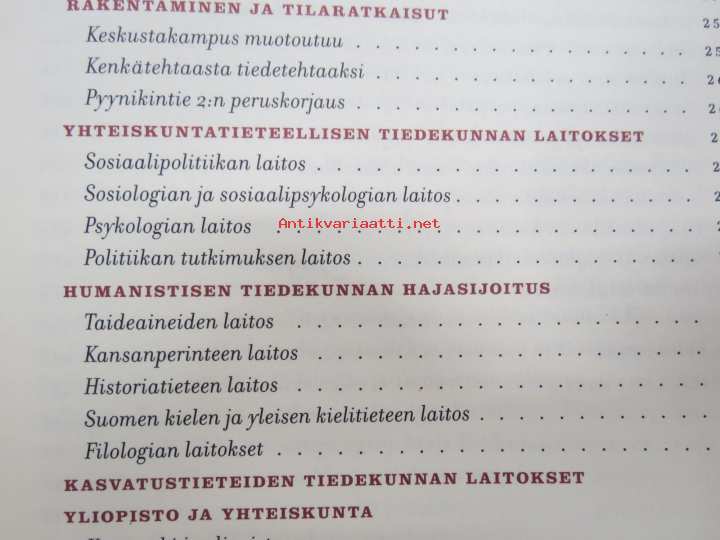 RAKENTAMINEN JA TILARATKAISUT
Keskustakampus muotoutuu . . . . . . . . . . . . . . . .
Kenkätehtaasta tiedetehtaaksi . . . . . . . . . . . . . . .
Pyynikintie 2:n peruskorjaus . . . . . . . . . . . . . . . .
YHTEISKUNTATIETEELLISEN TIEDEKUNNAN LAITOKSET
Sosiaalipolitiikan laitos . . . . . . . . . . . . . . . . . .
Sosiologian ja sosiaalipsykologian laitos . . . . . . . . . . .
Psykologian laitos . . . . . . . . . . . . . . . . . . . .
Antikvariaatti.net
Politiikan tutkimuksen laitos . . . . . . . . . . . . . . . .
HUMANISTISEN TIEDEKUNNAN HAJASIJOITUS
Taideaineiden laitos . . . . . . . . . . . . . . . . . .
Kansanperinteen laitos . . . . . . . . . . . . . . . . .
Historiatieteen laitos . . . . . . . . . . . . . . . . . .
Suomen kielen ja yleisen kielitieteen laitos . . . . . . . . . .
Filologian laitokset . . . . . . . . . . . . . . . . . . .
KASVATUSTIETEIDEN TIEDEKUNNAN LAITOKSET
YLIOPISTO JA YHTEISKUNTA